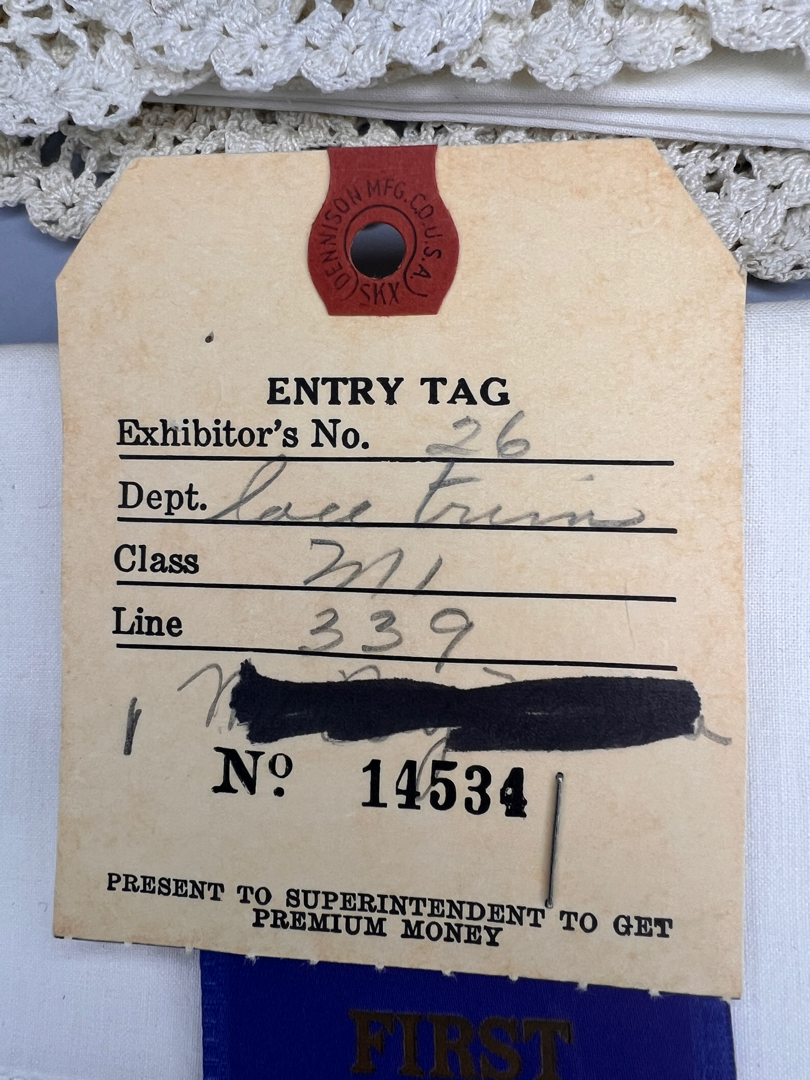 DENNISON MFG. CO. U.S.A.
(SKX)
ENTRY TAG
Exhibitor's No. 26
Dept. lace Trim
Class M1
Line 339
No. 14534
PRESENT TO SUPERINTENDENT TO GET
PREMIUM MONEY
FIRST